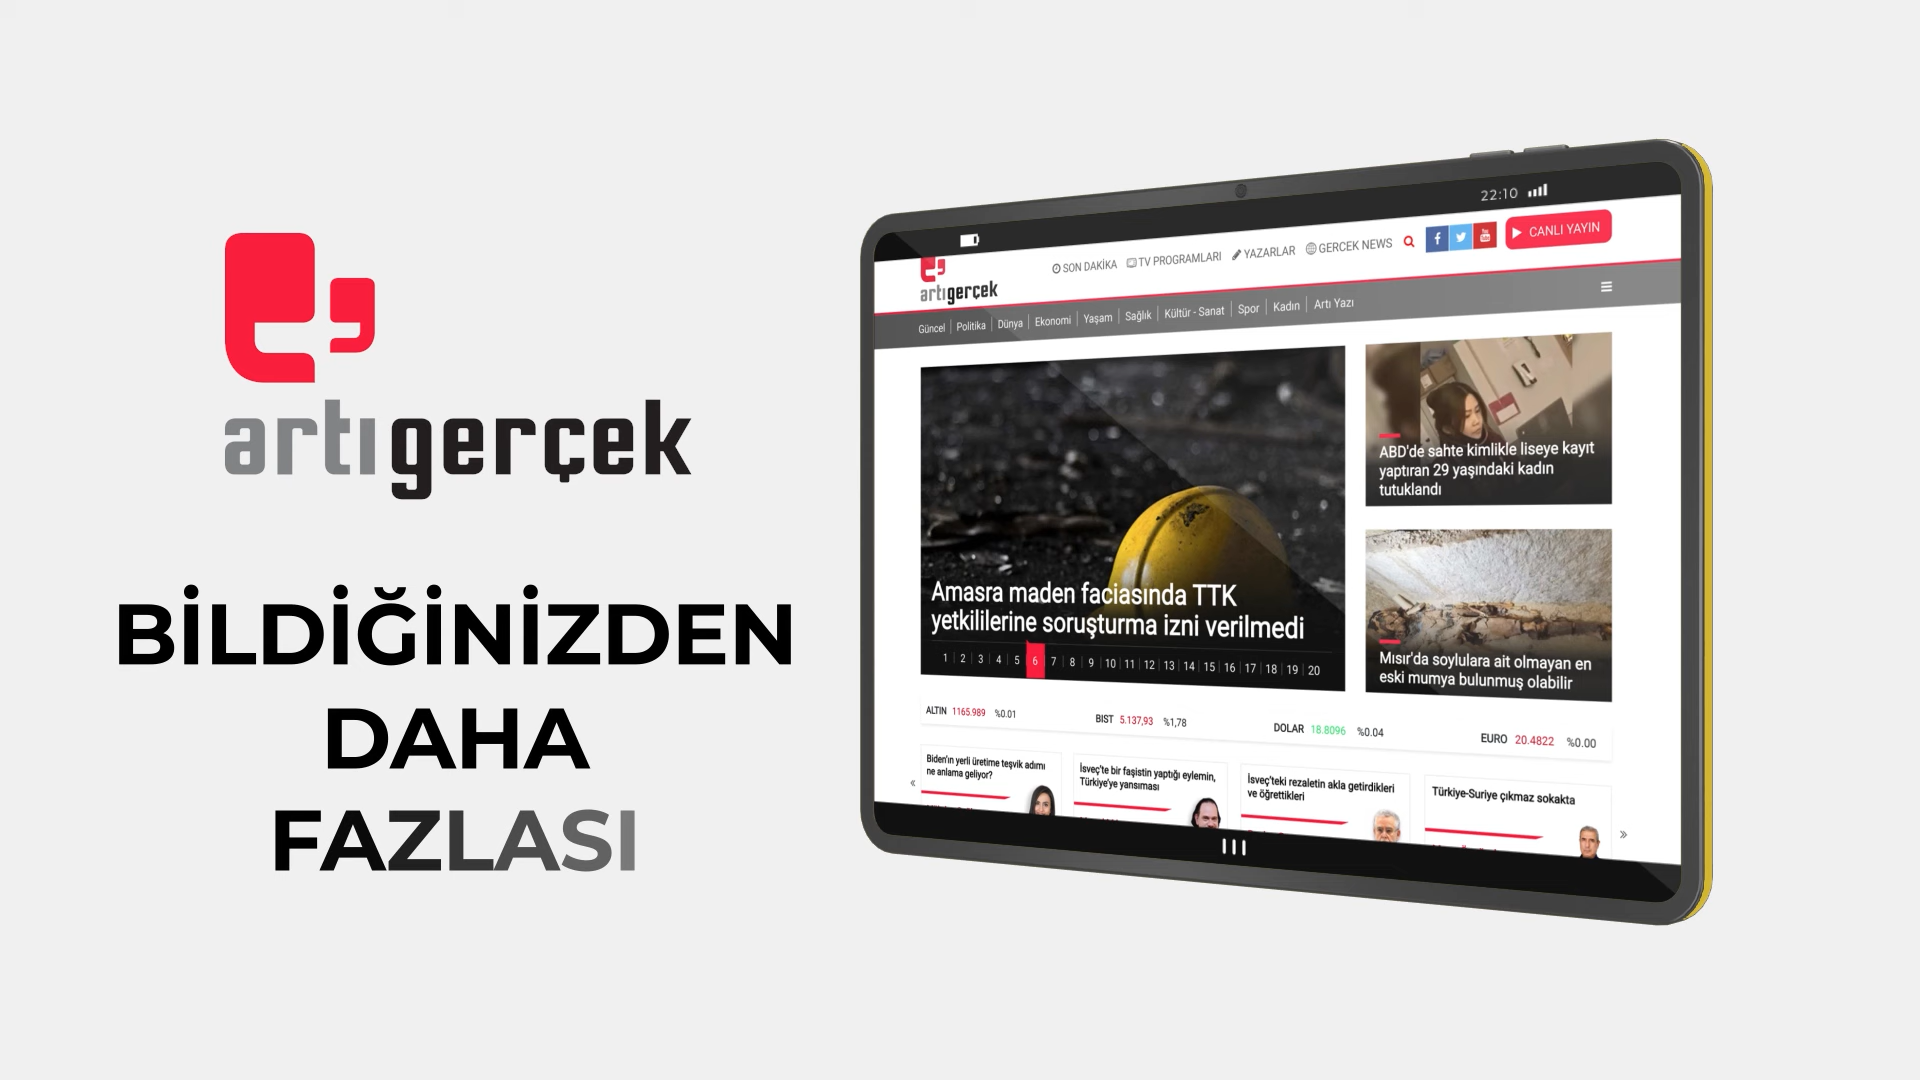 artıgerçek
BİLDİĞİNİZDEN
DAHA
FAZLASI
22:10
artıgerçek
SON DAKİKA
TV PROGRAMLARI
YAZARLAR
GERCEK NEWS
CANLI YAYIN
Güncel | Politika | Dünya | Ekonomi | Yaşam | Sağlık | Kültür - Sanat | Spor | Kadın | Artı Yazı
Amasra maden faciasında TTK
yetkililerine soruşturma izni verilmedi
1 | 2 | 3 | 4 | 5 | 6 | 7 | 8 | 9 | 10 | 11 | 12 | 13 | 14 | 15 | 16 | 17 | 18 | 19 | 20
ABD'de sahte kimlikle liseye kayıt
yaptıran 29 yaşındaki kadın
tutuklandı
Mısır'da soylulara ait olmayan en
eski mumya bulunmuş olabilir
ALTIN 1165.989 %0.01
BIST 5.137,93 %1,78
DOLAR 18.8096 %0.04
EURO 20.4822 %0.00
Biden'ın yerli üretime teşvik adımı
ne anlama geliyor?
İsveç'te bir faşistin yaptığı eylemin,
Türkiye'ye yansıması
İsveç'teki rezaletin akla getirdikleri
ve öğrettikleri
Türkiye-Suriye çıkmaz sokakta